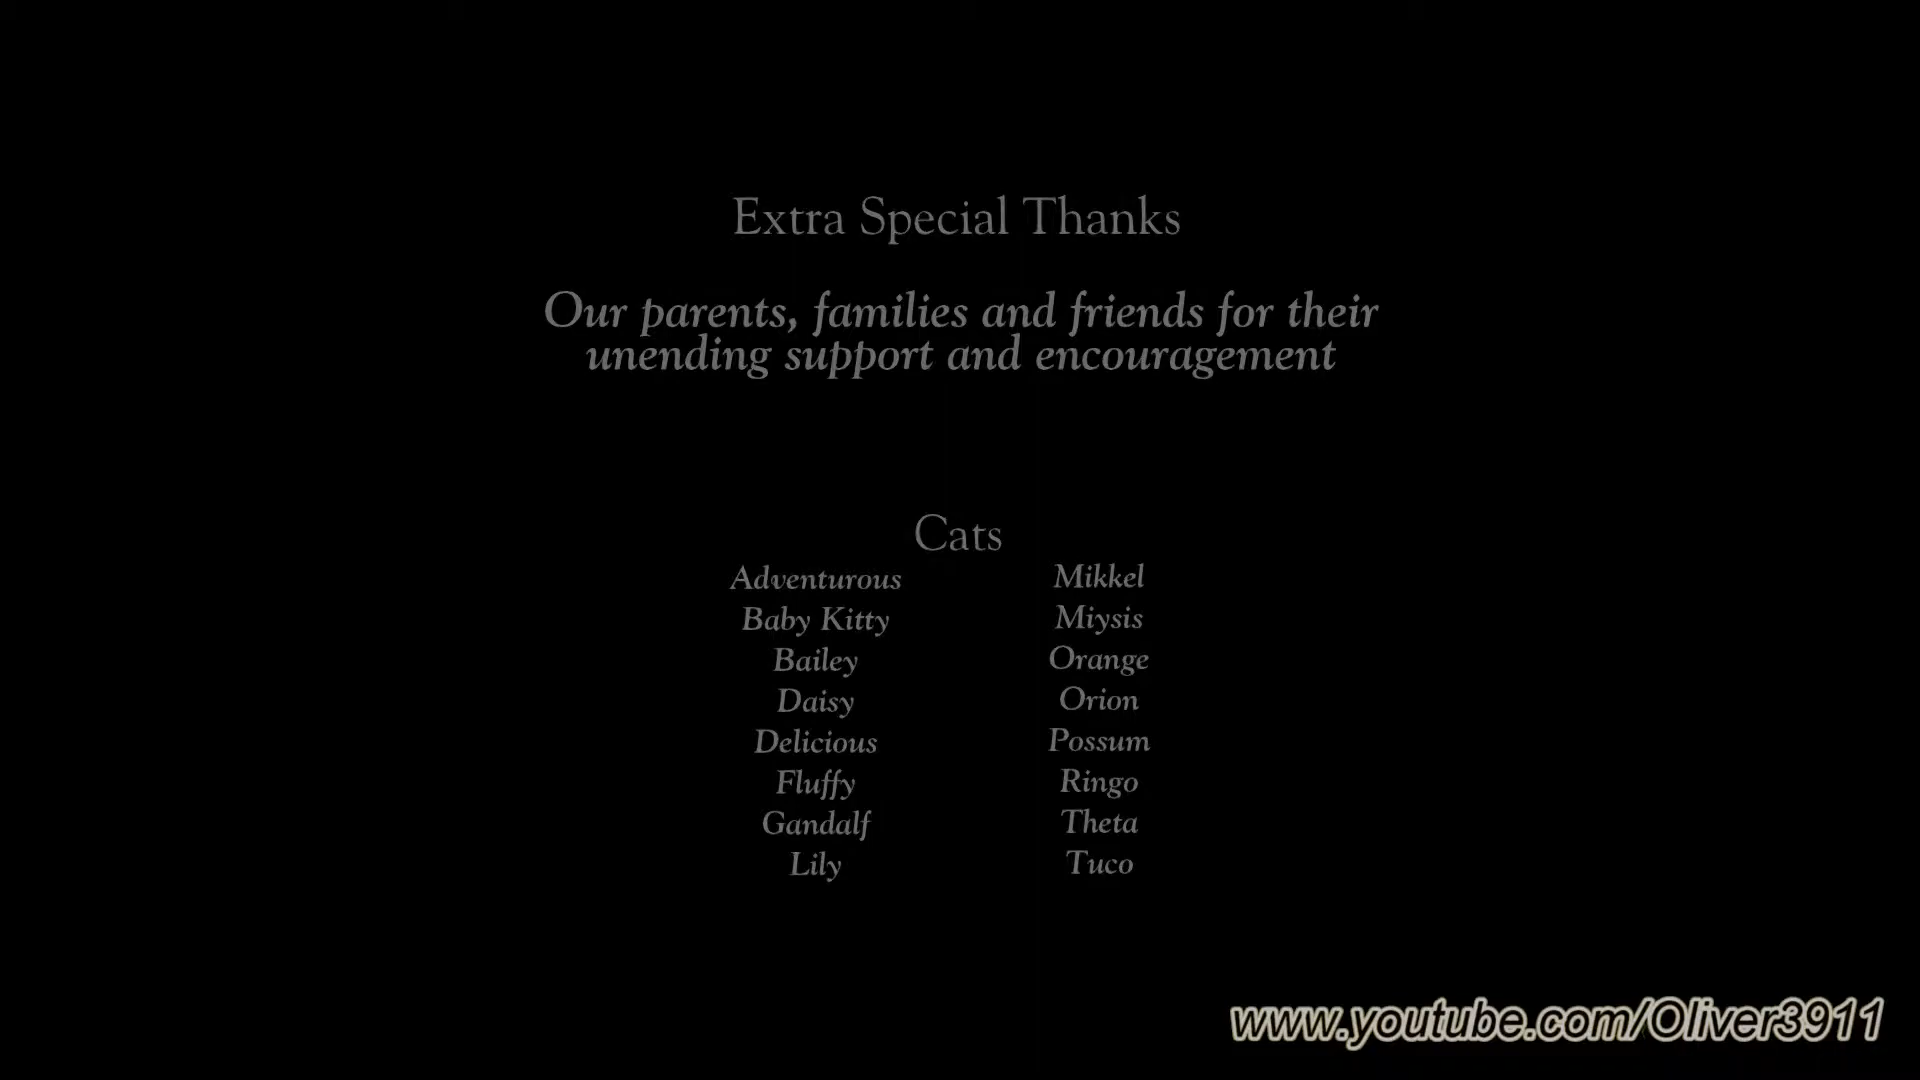 Extra Special Thanks
Our parents, families and friends for their
unending support and encouragement
Cats
Adventurous
Baby Kitty
Bailey
Daisy
Delicious
Fluffy
Gandalf
Lily
Mikkel
Miysis
Orange
Orion
Possum
Ringo
Theta
Tuco
www.youtube.com/Oliver3911